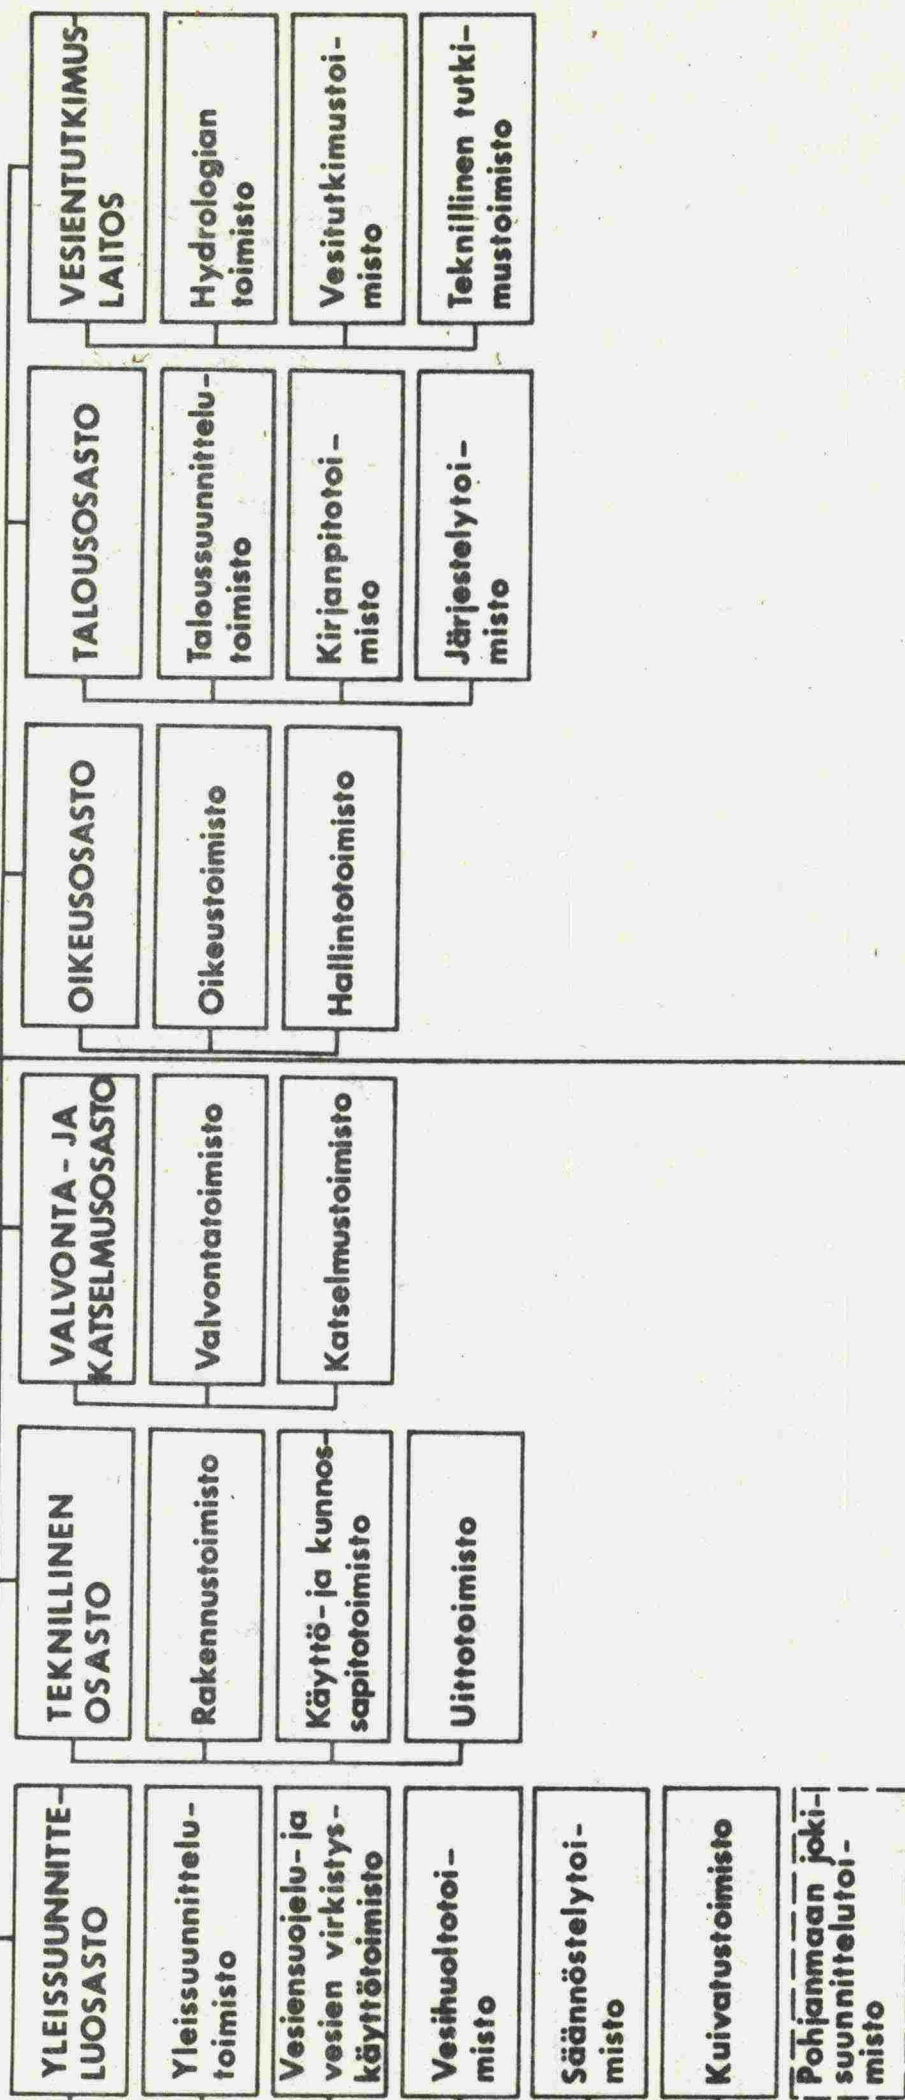 YLEISSUUNNITTE-
LUOSASTO
Yleissuunnittelu-
toimisto
Vesiensuojelu- ja
vesien virkistys-
käyttötoimisto
Vesihuoltotoi-
misto
Säännöstelytoi-
misto
Kuivatustoimisto
Pohjanmaan joki-
suunnittelutoi-
misto
TEKNILLINEN
OSASTO
Rakennustoimisto
Käyttö- ja kunnos-
sapitotoimisto
Uittotoimisto
VALVONTA- JA
KATSELMUSOSASTO
Valvontatoimisto
Katselmustoimisto
OIKEUSOSASTO
Oikeustoimisto
Hallintotoimisto
TALOUSOSASTO
Taloussuunnittelu-
toimisto
Kirjanpitotoi-
misto
Järjestelytoi-
misto
VESIENTUTKIMUS-
LAITOS
Hydrologian
toimisto
Vesitutkimustoi-
misto
Teknillinen tutki-
mustoimisto